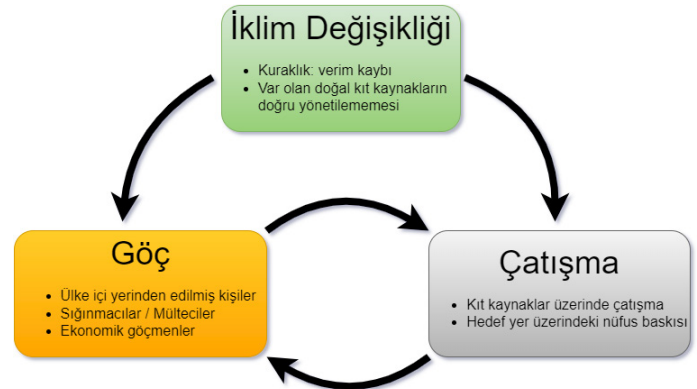 İklim Değişikliği
• Kuraklık: verim kaybı
• Var olan doğal kıt kaynakların
doğru yönetilememesi
Göç
• Ülke içi yerinden edilmiş kişiler
• Sığınmacılar / Mülteciler
• Ekonomik göçmenler
Çatışma
• Kıt kaynaklar üzerinde çatışma
• Hedef yer üzerindeki nüfus baskısı